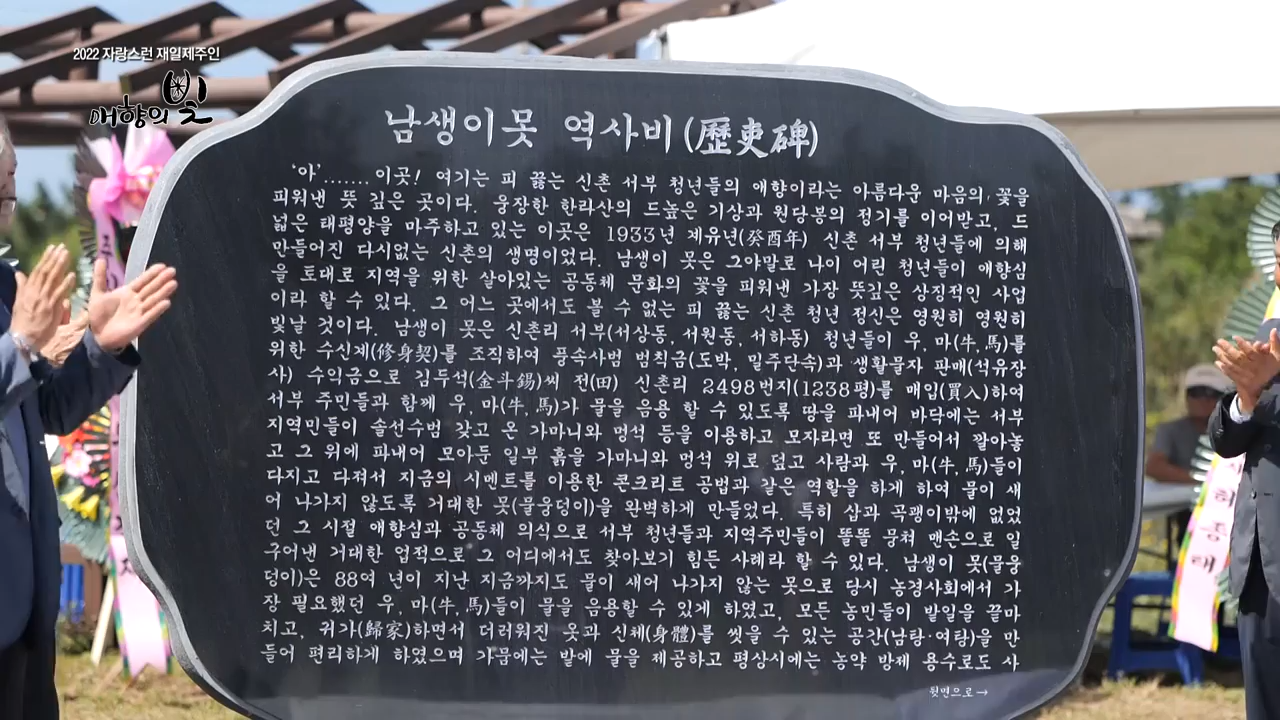 2022 자랑스런 재일제주인
애향의 빛
남생이못 역사비(歷史碑)
'아'.......이곳! 여기는 피 끓는 신촌 서부 청년들의 애향이라는 아름다운 마음의 꽃을
피워낸 뜻 깊은 곳이다. 웅장한 한라산의 드높은 기상과 원당봉의 정기를 이어받고, 드
넓은 태평양을 마주하고 있는 이곳은 1933년 계유년(癸酉年) 신촌 서부 청년들에 의해
만들어진 다시없는 신촌의 생명이었다. 남생이 못은 그야말로 나이 어린 청년들이 애향심
을 토대로 지역을 위한 살아있는 공동체 문화의 꽃을 피워낸 가장 뜻깊은 상징적인 사업
이라 할 수 있다. 그 어느 곳에서도 볼 수 없는 피 끓는 신촌 청년 정신은 영원히 영원히
빛날 것이다. 남생이 못은 신촌리 서부(서상동, 서원동, 서하동) 청년들이 우, 마(牛, 馬)를
위한 수신계(修身契)를 조직하여 풍속사범 범칙금(도박, 밀주단속)과 생활물자 판매(석유장
사) 수익금으로 김두석(金斗錫)씨 전(田) 신촌리 2498번지(1238평)를 매입(買入)하여
서부 주민들과 함께 우, 마(牛, 馬)가 물을 음용 할 수 있도록 땅을 파내어 바닥에는 서부
지역민들이 솔선수범 갖고 온 가마니와 멍석 등을 이용하고 모자라면 또 만들어서 깔아놓
고 그 위에 파내어 모아둔 일부 흙을 가마니와 멍석 위로 덮고 사람과 우, 마(牛, 馬)들이
다지고 다져서 지금의 시멘트를 이용한 콘크리트 공법과 같은 역할을 하게 하여 물이 새
어 나가지 않도록 거대한 못(물웅덩이)을 완벽하게 만들었다. 특히 삽과 곡괭이밖에 없었
던 그 시절 애향심과 공동체 의식으로 서부 청년들과 지역주민들이 똘똘 뭉쳐 맨손으로 일
구어낸 거대한 업적으로 그 어디에서도 찾아보기 힘든 사례라 할 수 있다. 남생이 못(물웅
덩이)은 88여 년이 지난 지금까지도 물이 새어 나가지 않는 못으로 당시 농경사회에서 가
장 필요했던 우, 마(牛, 馬)들이 물을 음용할 수 있게 하였고, 모든 농민들이 밭일을 끝마
치고, 귀가(歸家)하면서 더러워진 옷과 신체(身體)를 씻을 수 있는 공간(남탕·여탕)을 만
들어 편리하게 하였으며 가뭄에는 밭에 물을 제공하고 평상시에는 농약 방제 용수로도 사
뒷면으로→